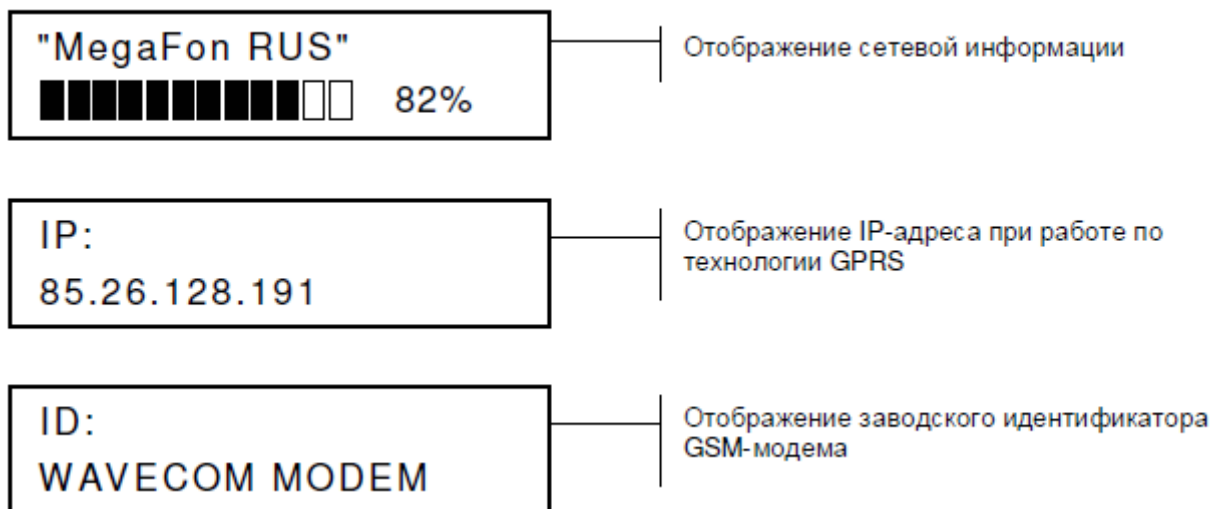 "MegaFon RUS"
82%
Отображение сетевой информации
IP:
85.26.128.191
Отображение IP-адреса при работе по
технологии GPRS
ID:
WAVECOM MODEM
Отображение заводского идентификатора
GSM-модема